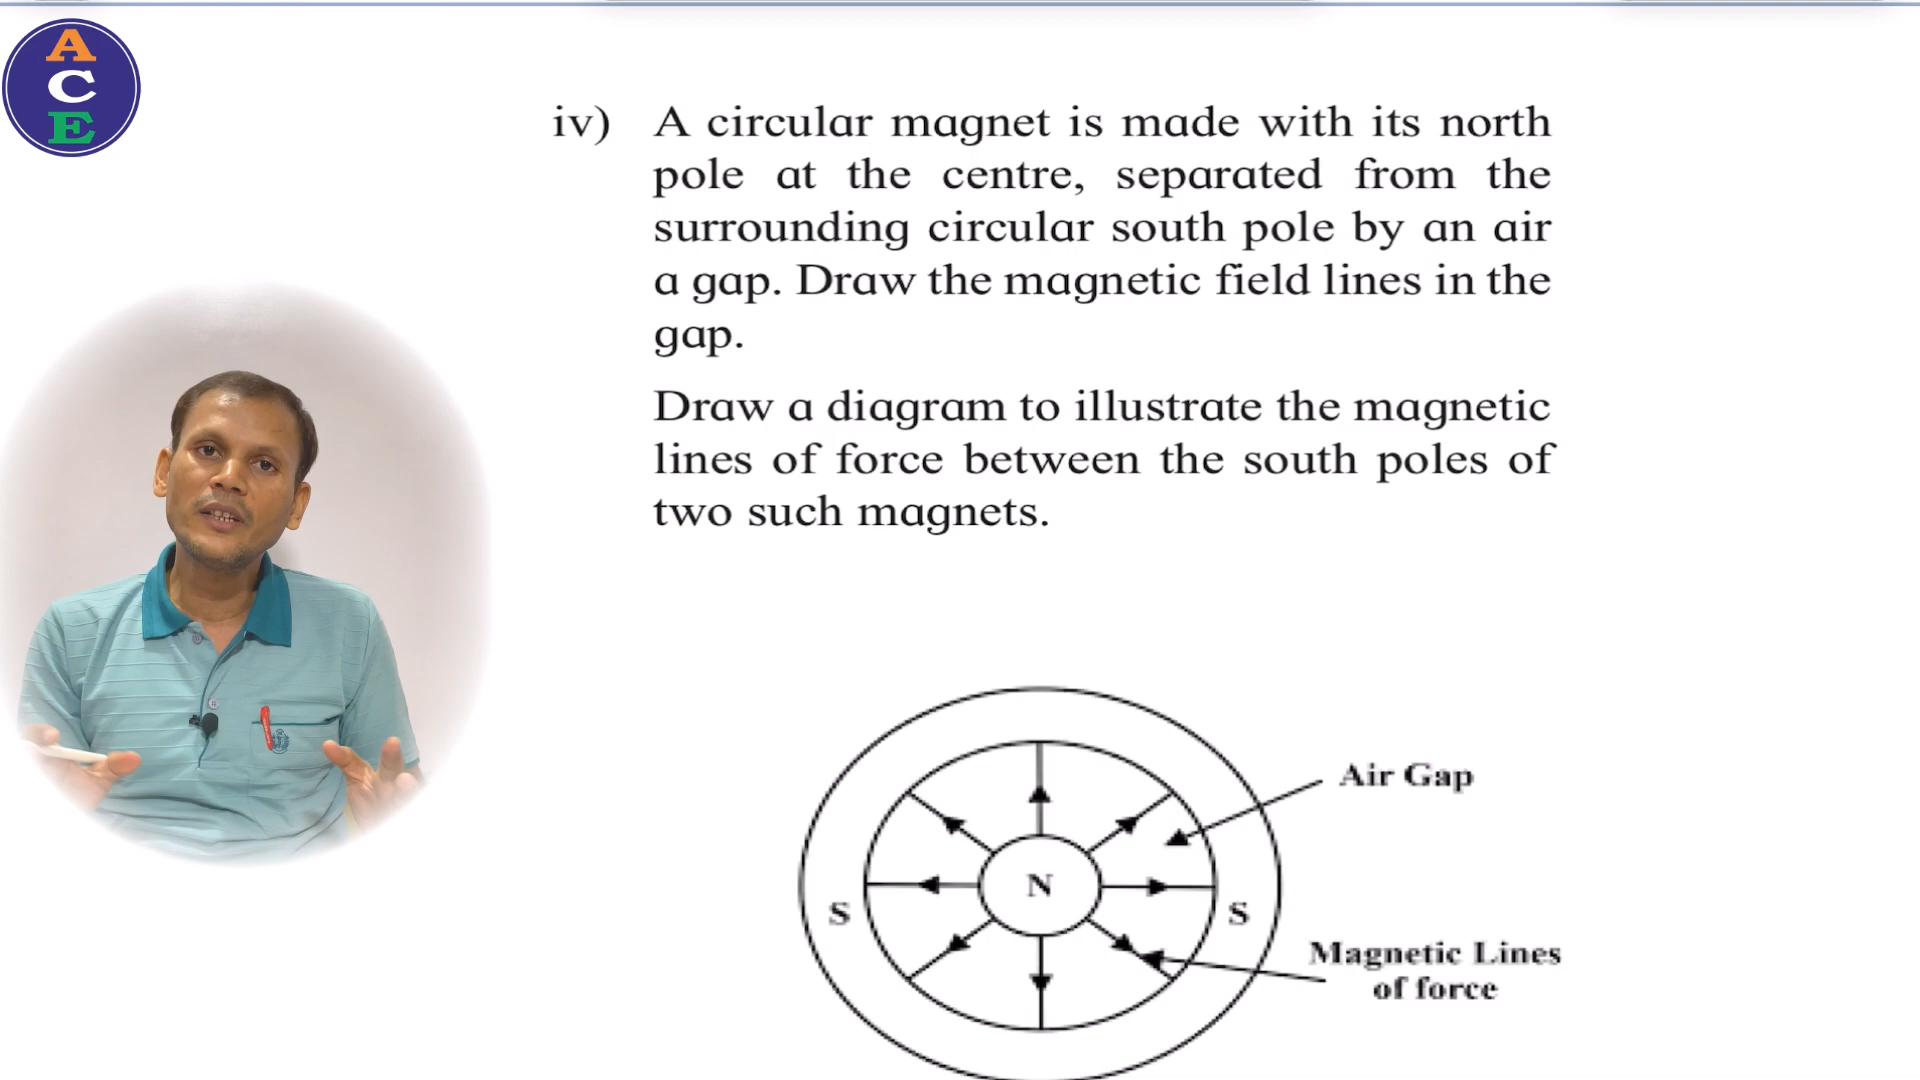 A
C
E
iv) A circular magnet is made with its north
pole at the centre, separated from the
surrounding circular south pole by an air
a gap. Draw the magnetic field lines in the
gap.
Draw a diagram to illustrate the magnetic
lines of force between the south poles of
two such magnets.
Air Gap
N
S
S
Magnetic Lines
of force